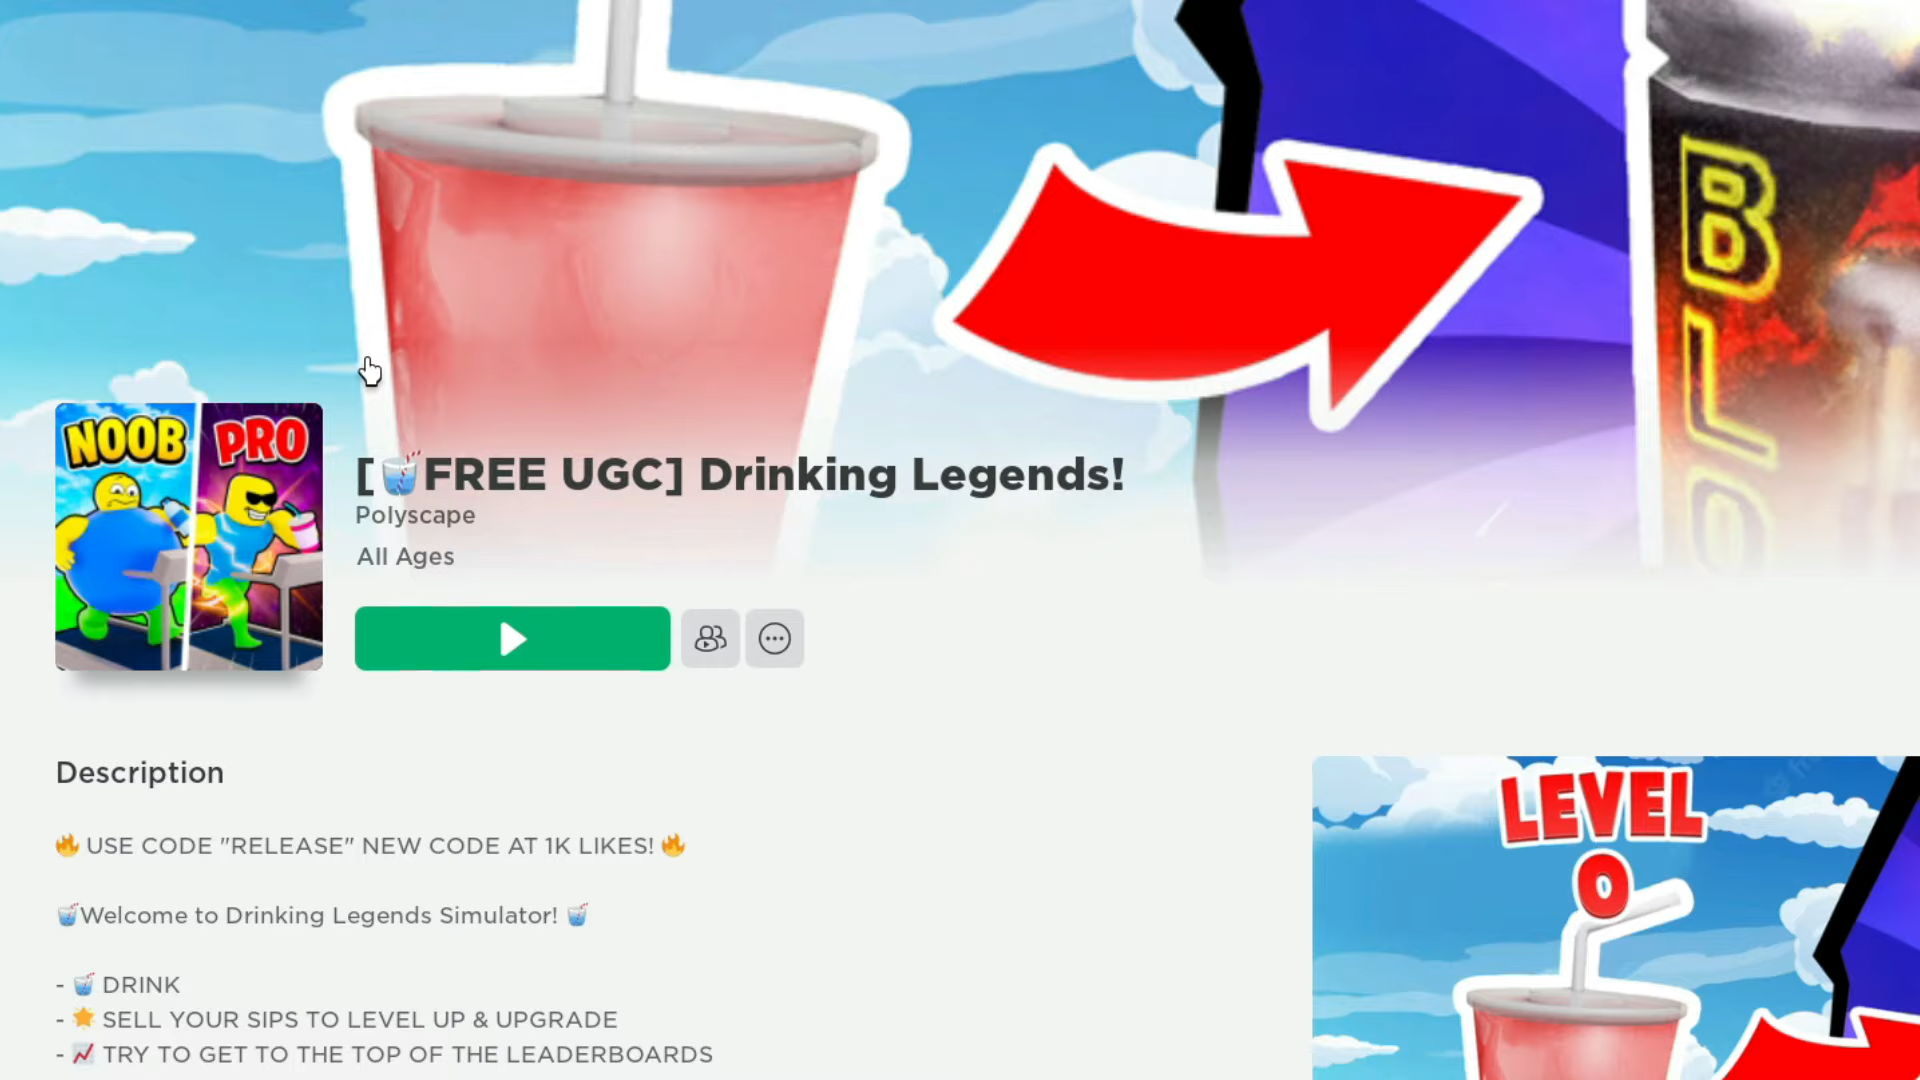 BLO
NOOB PRO
[🥤FREE UGC] Drinking Legends!
Polyscape
All Ages
Description
🔥 USE CODE "RELEASE" NEW CODE AT 1K LIKES! 🔥
🥤Welcome to Drinking Legends Simulator! 🥤
- 🥤 DRINK
- 🌟 SELL YOUR SIPS TO LEVEL UP & UPGRADE
- 📈 TRY TO GET TO THE TOP OF THE LEADERBOARDS
LEVEL
0